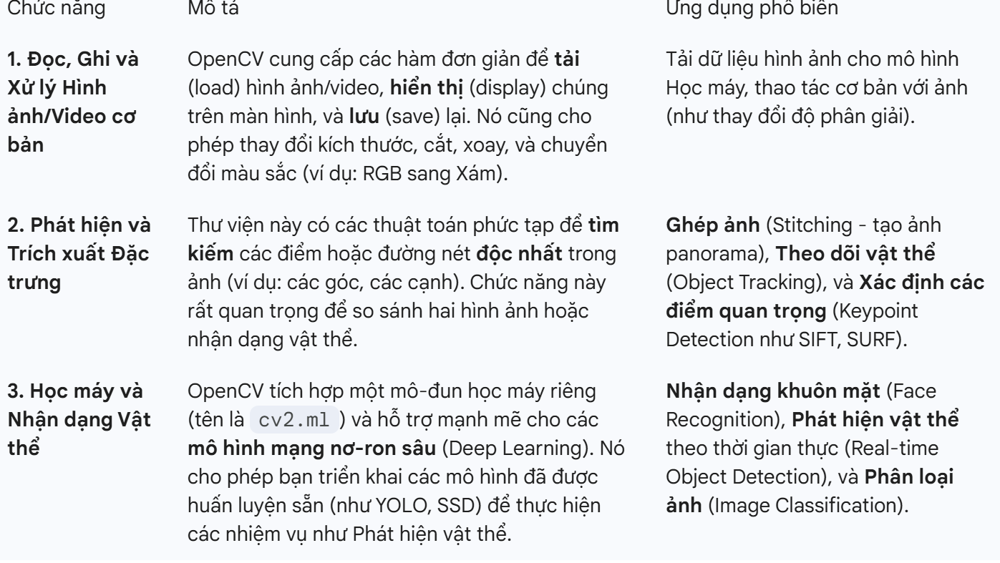 Chức năng
Mô tả
Ứng dụng phổ biến
1. Đọc, Ghi và
Xử lý Hình
ảnh/Video cơ
bản
OpenCV cung cấp các hàm đơn giản để tải
(load) hình ảnh/video, hiển thị (display) chúng
trên màn hình, và lưu (save) lại. Nó cũng cho
phép thay đổi kích thước, cắt, xoay, và chuyển
đổi màu sắc (ví dụ: RGB sang Xám).
Tải dữ liệu hình ảnh cho mô hình
Học máy, thao tác cơ bản với ảnh
(như thay đổi độ phân giải).
2. Phát hiện và
Trích xuất Đặc
trưng
Thư viện này có các thuật toán phức tạp để tìm
kiếm các điểm hoặc đường nét độc nhất trong
ảnh (ví dụ: các góc, các cạnh). Chức năng này
rất quan trọng để so sánh hai hình ảnh hoặc
nhận dạng vật thể.
Ghép ảnh (Stitching - tạo ảnh
panorama), Theo dõi vật thể
(Object Tracking), và Xác định các
điểm quan trọng (Keypoint
Detection như SIFT, SURF).
3. Học máy và
Nhận dạng Vật
thể
OpenCV tích hợp một mô-đun học máy riêng
(tên là cv2.ml) và hỗ trợ mạnh mẽ cho các
mô hình mạng nơ-ron sâu (Deep Learning). Nó
cho phép bạn triển khai các mô hình đã được
huấn luyện sẵn (như YOLO, SSD) để thực hiện
các nhiệm vụ như Phát hiện vật thể.
Nhận dạng khuôn mặt (Face
Recognition), Phát hiện vật thể
theo thời gian thực (Real-time
Object Detection), và Phân loại
ảnh (Image Classification).